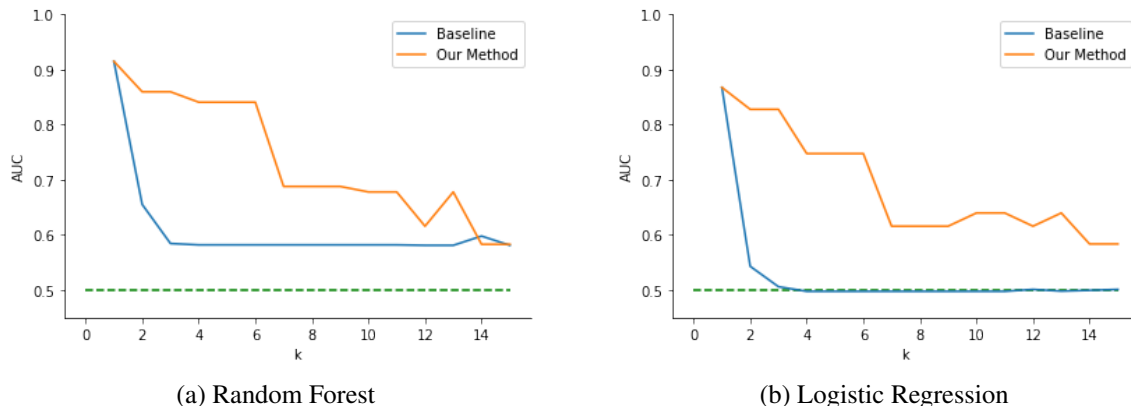 1.0
0.9
0.8
0.7
0.6
0.5
AUC
0 2 4 6 8 10 12 14
k
Baseline
Our Method
(a) Random Forest
1.0
0.9
0.8
0.7
0.6
0.5
AUC
0 2 4 6 8 10 12 14
k
Baseline
Our Method
(b) Logistic Regression